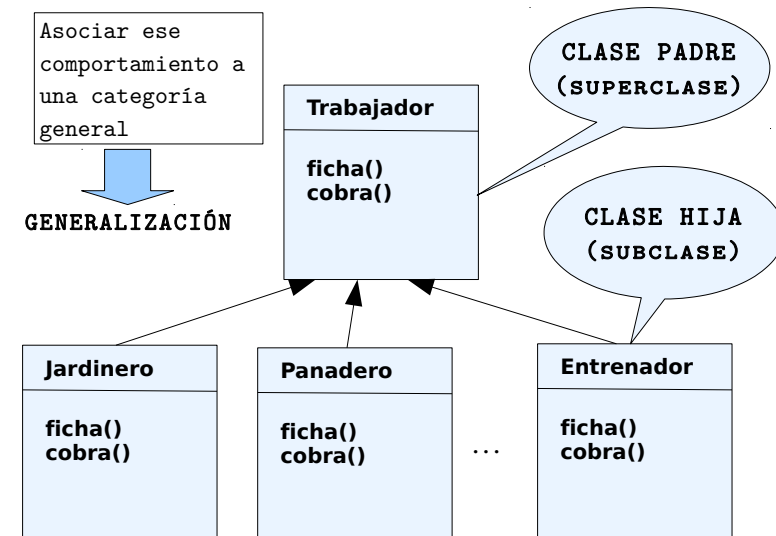 Asociar ese
comportamiento a
una categoría
general
GENERALIZACIÓN
CLASE PADRE
(SUPERCLASE)
Trabajador
ficha()
cobra()
CLASE HIJA
(SUBCLASE)
Jardinero
ficha()
cobra()
Panadero
ficha()
cobra()
...
Entrenador
ficha()
cobra()